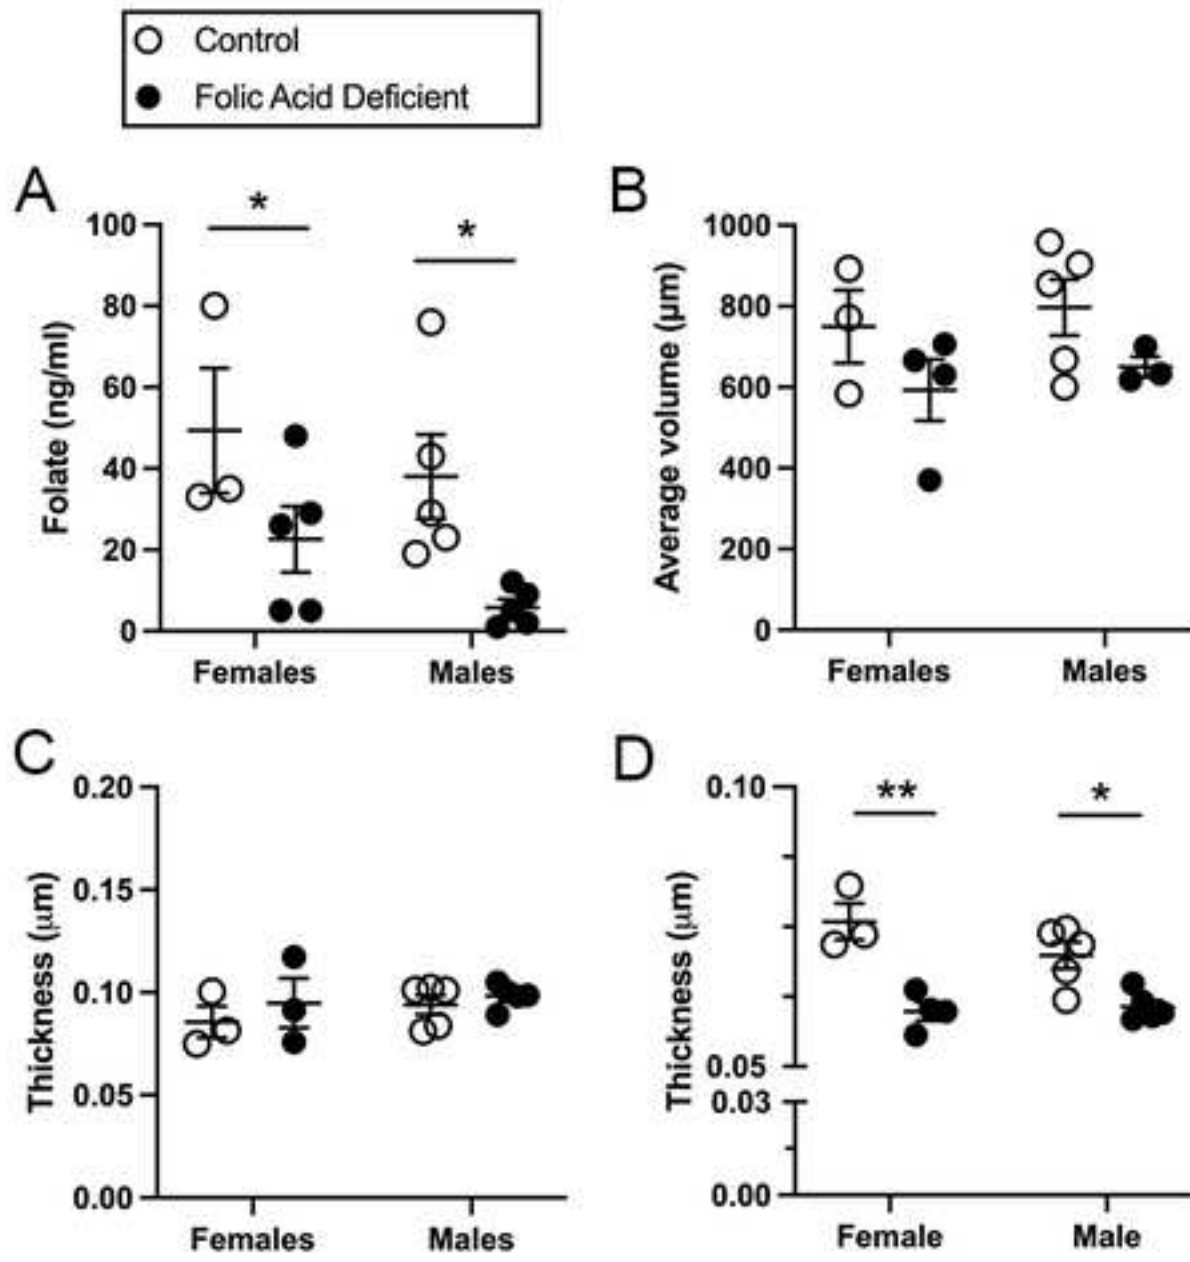 Control
Folic Acid Deficient
A
*
*
100
80
60
40
20
0
Folate (ng/ml)
Females
Males
B
1000
800
600
400
200
0
Average volume (μm)
Females
Males
C
0.20
0.15
0.10
0.05
0.00
Thickness (μm)
Females
Males
D
**
*
0.10
0.05
0.03
0.00
Thickness (μm)
Female
Male